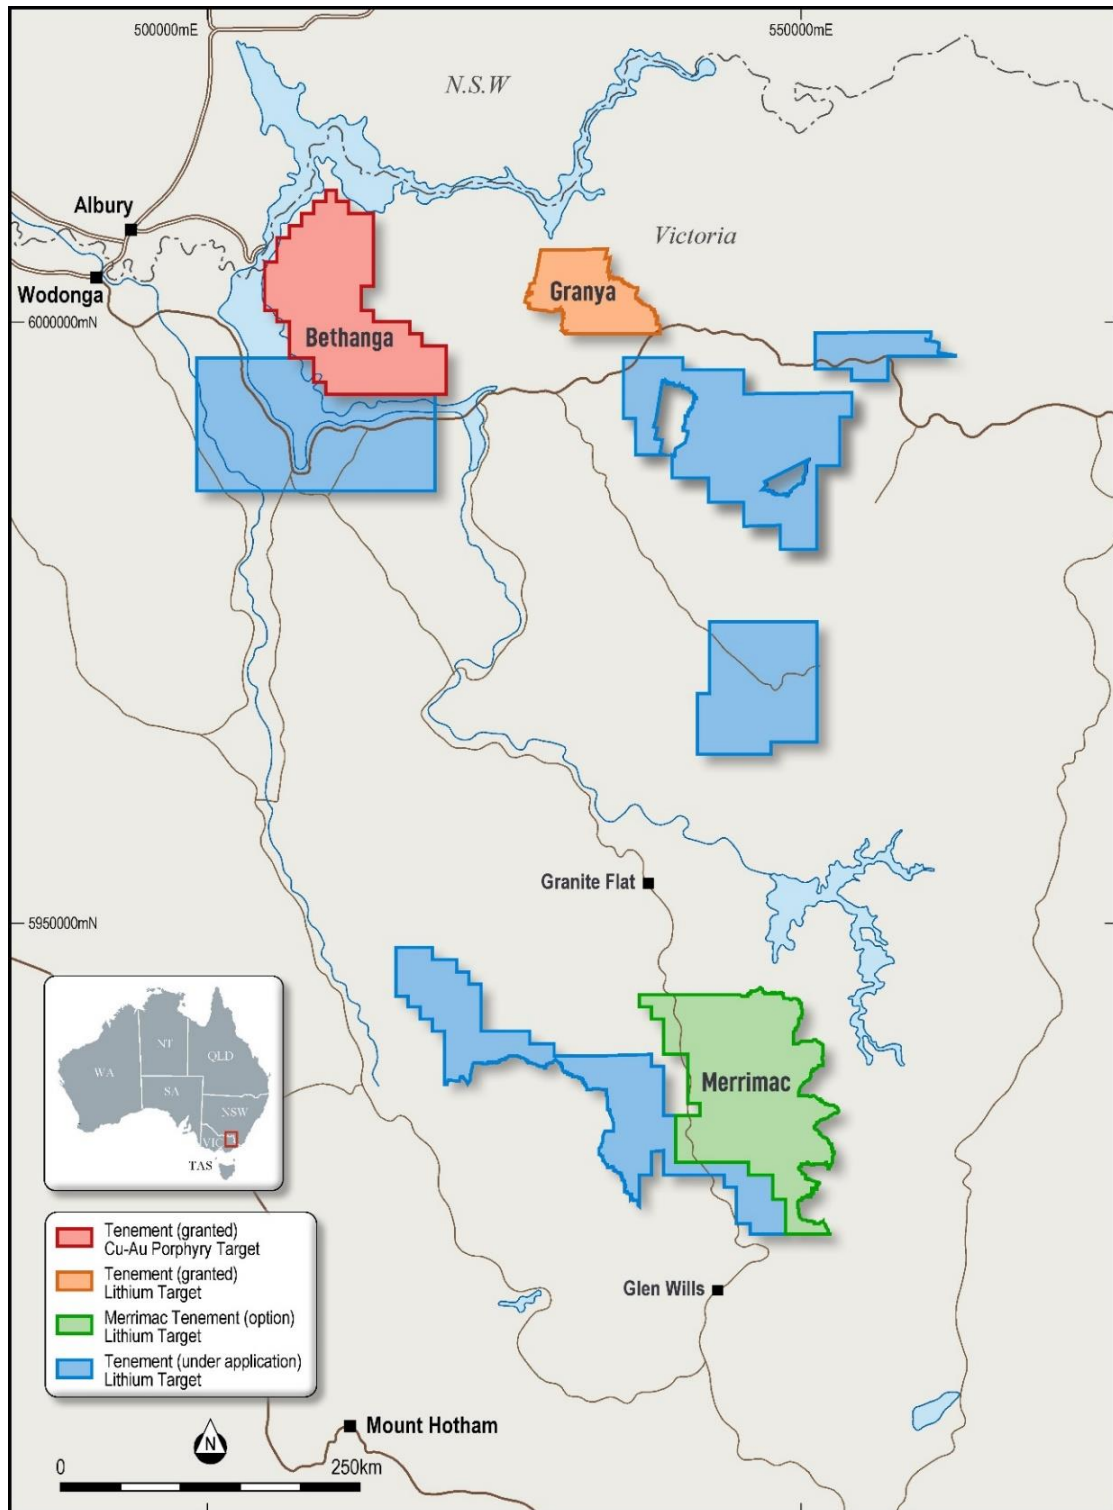 500000mE
550000mE
N.S.W
Albury
Victoria
Wodonga
Granya
6000000mN
Bethanga
Granite Flat
5950000mN
NT
QLD
WA
SA
NSW
VIC
TAS
Merrimac
Tenement (granted)
Cu-Au Porphyry Target
Tenement (granted)
Lithium Target
Merrimac Tenement (option)
Lithium Target
Tenement (under application)
Lithium Target
Glen Wills
Mount Hotham
N
0
250km